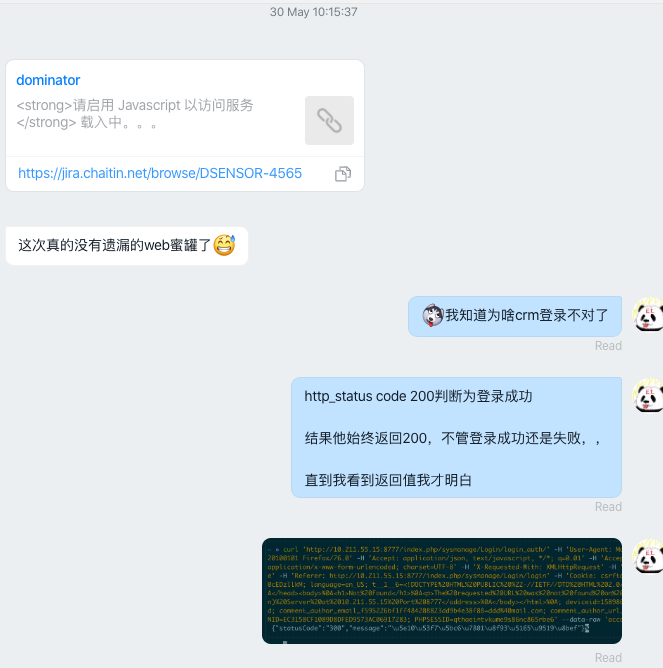 30 May 10:15:37
dominator
<strong>请启用 Javascript 以访问服务
</strong> 载入中。。。
https://jira.chaitin.net/browse/DSENSOR-4565
这次真的没有遗漏的web蜜罐了
我知道为啥crm登录不对了
Read
http_status code 200判断为登录成功
结果他始终返回200，不管登录成功还是失败，，
直到我看到返回值我才明白
Read
curl 'http://10.211.55.15:8777/index.php/sysmanage/Login/login_auth/' -H 'User-Agent:
20100101 Firefox/76.0' -H 'Accept: application/json, text/javascript, */*; q=0.01' -H
application/x-www-form-urlencoded; charset=UTF-8' -H 'X-Requested-With: XMLHttpRequest' -H
-H 'Referer: http://10.211.55.15:8777/index.php/sysmanage/Login/login' -H 'Cookie:
language=en_US;
{"statusCode":"300","message":"\u5e10\u53f7\u5bc6\u7801\u8f93\u5165\u9519\u8bef"}
Read